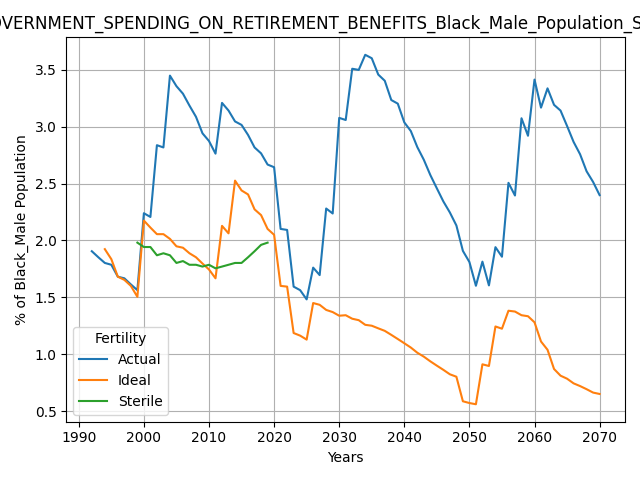 OVERNMENT_SPENDING_ON_RETIREMENT_BENEFITS_Black_Male_Population_S
% of Black_Male Population
3.5
3.0
2.5
2.0
1.5
1.0
0.5
Fertility
Actual
Ideal
Sterile
1990 2000 2010 2020 2030 2040 2050 2060 2070
Years